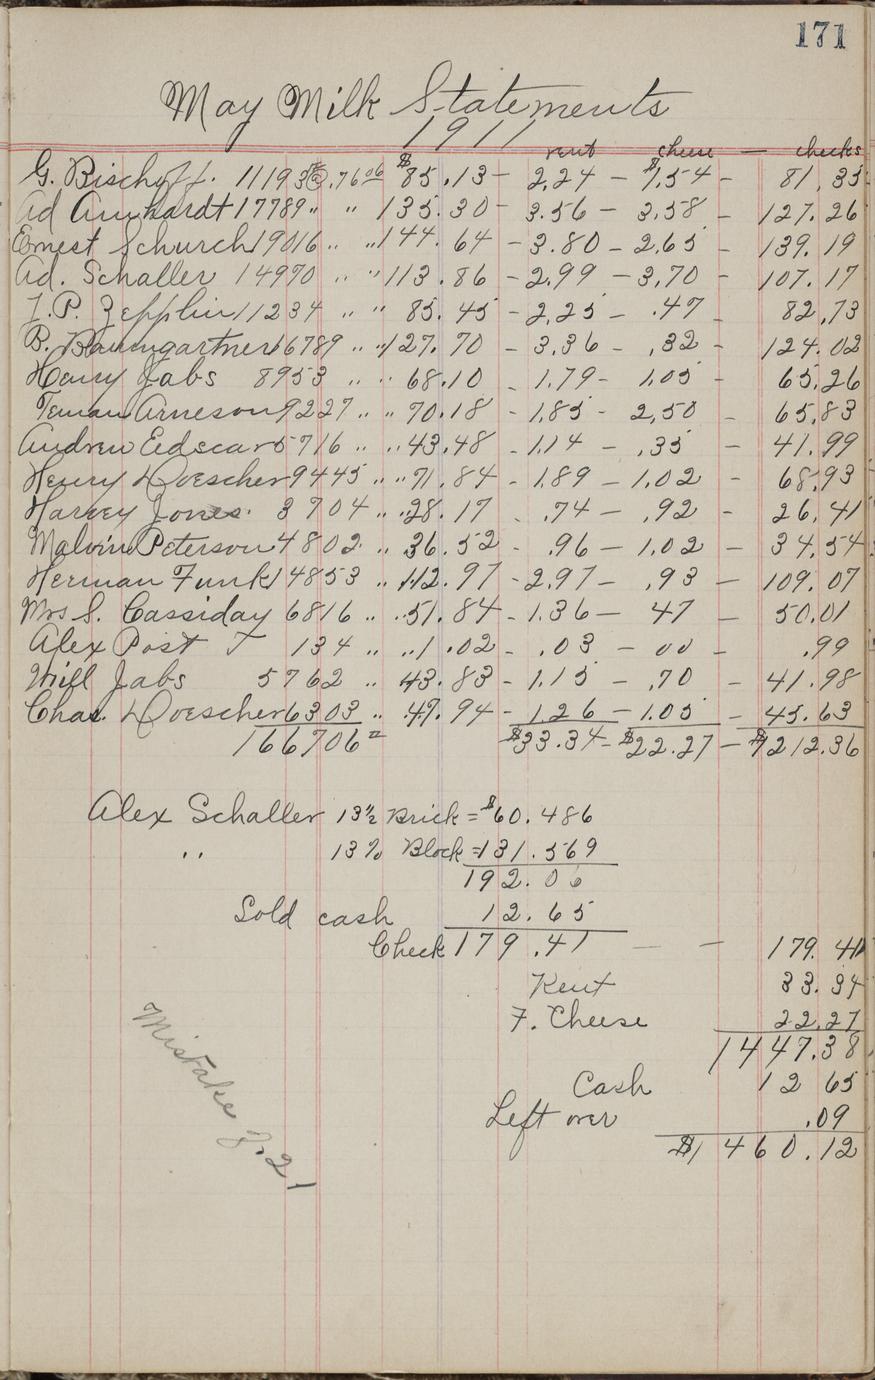 171
May Milk Statements
1911
rent cheese — checks
G. Bischoff. 11193 @ .7606 $85.13 - 2.24 - $1.54 - 81.35
Ad Amhardt 17789 " " 135.30 - 3.56 - 3.58 - 127.26
Ernest Schurch 19016 " " 144.64 - 3.80 - 2.65 - 139.19
Ad. Schaller 14970 " " 113.86 - 2.99 - 3.70 - 107.17
J.P. Zepplin 11234 " " 85.45 - 2.25 - .47 82.73
B. Baumgartner 16789 " " 127.70 - 3.36 - .32 - 124.02
Henry Jabs 8953 " " 68.10 - 1.79 - 1.05 - 65.26
Teman Arneson 9227 " " 70.18 - 1.85 - 2.50 - 65.83
Andrew 5716 " " 43.48 - 1.14 - .35 - 41.99
Henry Doescher 9445 " " 71.84 - 1.89 - 1.02 - 68.93
Harvey Jones. 3704 " 28.17 - .74 - .92 - 26.41
Malvin Peterson 4802 " 36.52 - .96 - 1.02 - 34.54
Herman Funk 14853 " 112.97 - 2.97 - .93 - 109.07
Mrs S. Cassiday 6816 " " 51.84 - 1.36 - 47 - 50.01
Alex Post J 134 " " 1.02 - .03 - 00 - .99
Will Jabs 5762 " 43.83 - 1.15 - .70 - 41.98
Chas. Doescher 6303 " 47.94 - 1.26 - 1.05 - 45.63
166706 $33.34 - $22.27 - $1212.36
Alex Schaller 13½ Brick = $60.486
" 13% Block = 131.569
192.06
Sold cash 12.65
Check 179.41 — — 179.41
Rent 33.34
F. Cheese 22.27
1447.38
Cash 12 65
Left over .09
$1460.12
Mistake J. 21